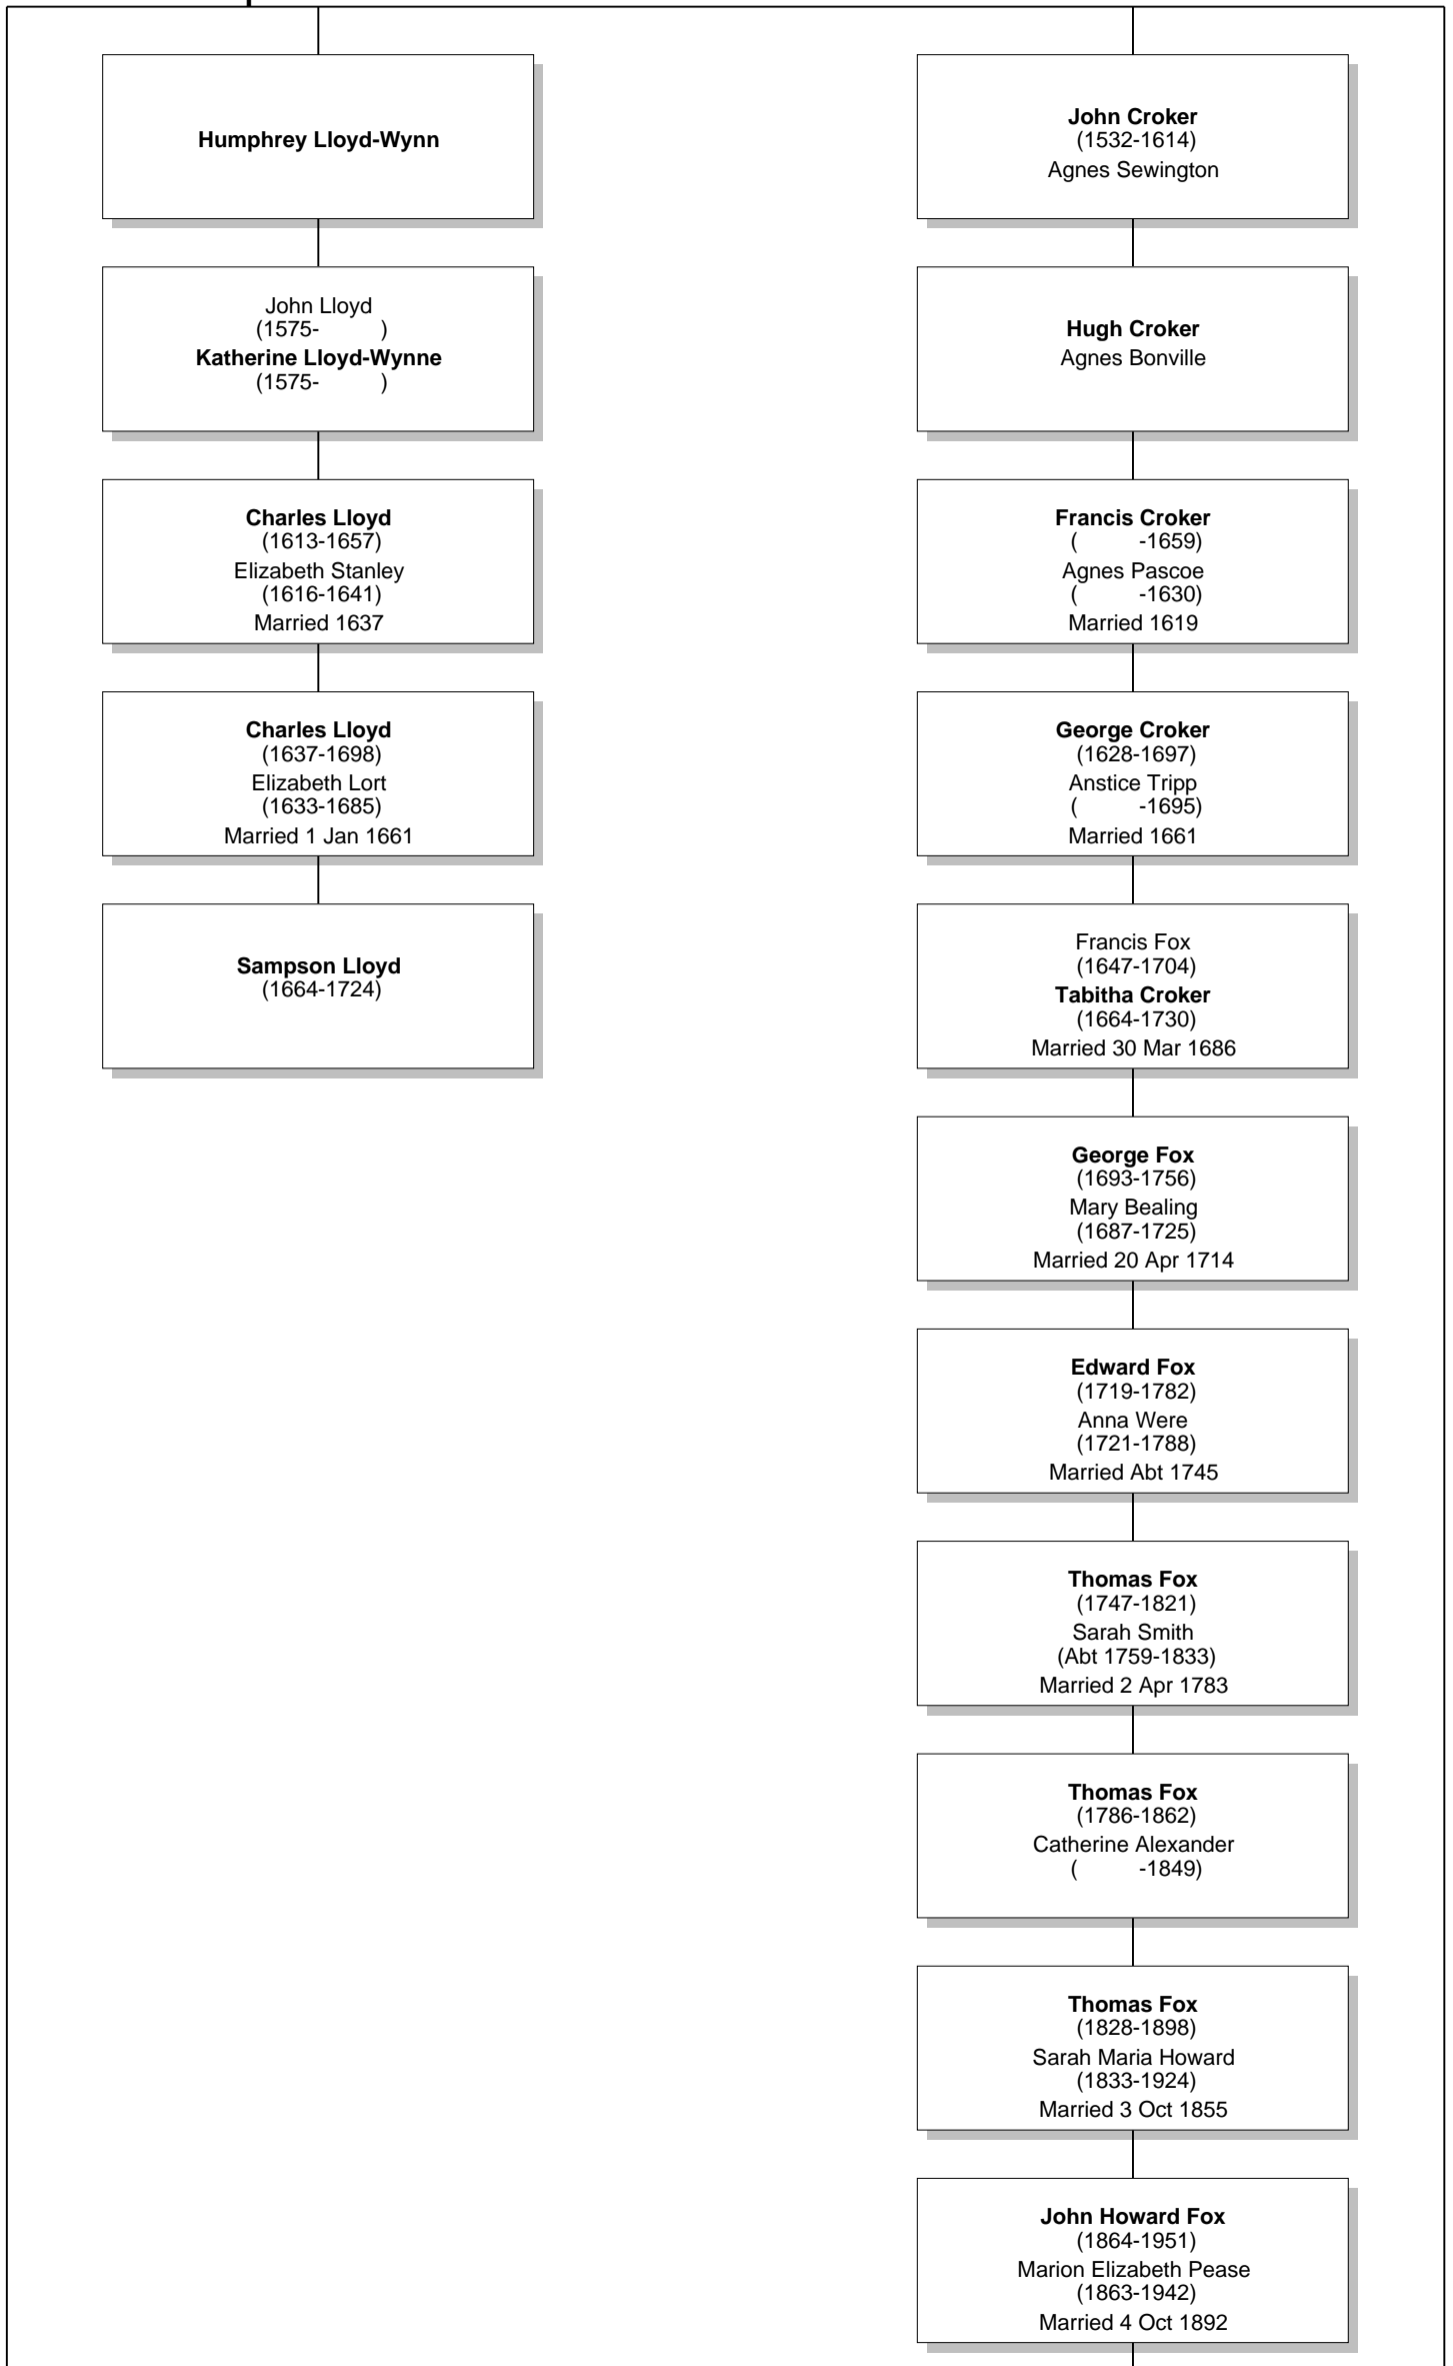 Humphrey Lloyd-Wynn
John Lloyd
(1575- )
Katherine Lloyd-Wynne
(1575- )
Charles Lloyd
(1613-1657)
Elizabeth Stanley
(1616-1641)
Married 1637
Charles Lloyd
(1637-1698)
Elizabeth Lort
(1633-1685)
Married 1 Jan 1661
Sampson Lloyd
(1664-1724)
John Croker
(1532-1614)
Agnes Sewington
Hugh Croker
Agnes Bonville
Francis Croker
( -1659)
Agnes Pascoe
( -1630)
Married 1619
George Croker
(1628-1697)
Anstice Tripp
( -1695)
Married 1661
Francis Fox
(1647-1704)
Tabitha Croker
(1664-1730)
Married 30 Mar 1686
George Fox
(1693-1756)
Mary Bealing
(1687-1725)
Married 20 Apr 1714
Edward Fox
(1719-1782)
Anna Were
(1721-1788)
Married Abt 1745
Thomas Fox
(1747-1821)
Sarah Smith
(Abt 1759-1833)
Married 2 Apr 1783
Thomas Fox
(1786-1862)
Catherine Alexander
( -1849)
Thomas Fox
(1828-1898)
Sarah Maria Howard
(1833-1924)
Married 3 Oct 1855
John Howard Fox
(1864-1951)
Marion Elizabeth Pease
(1863-1942)
Married 4 Oct 1892